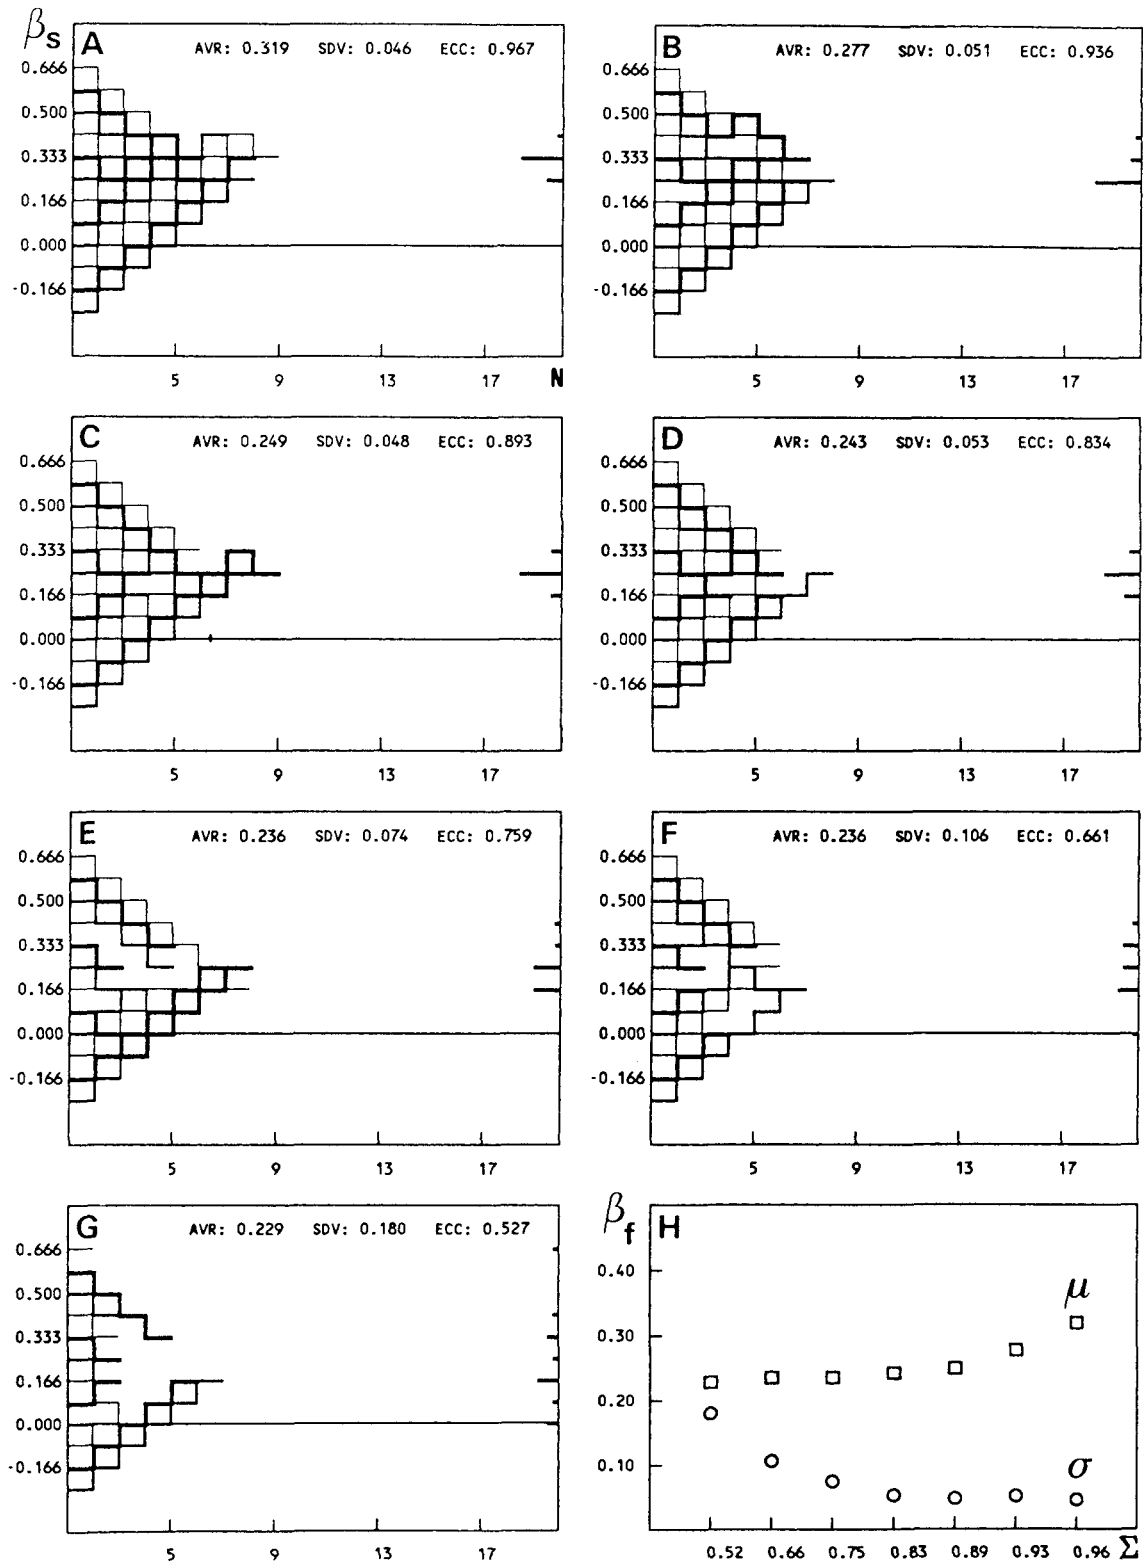 βs A AVR: 0.319 SDV: 0.046 ECC: 0.967
0.666
0.500
0.333
0.166
0.000
-0.166
5 9 13 17 N
B AVR: 0.277 SDV: 0.051 ECC: 0.936
0.666
0.500
0.333
0.166
0.000
-0.166
5 9 13 17
C AVR: 0.249 SDV: 0.048 ECC: 0.893
0.666
0.500
0.333
0.166
0.000
-0.166
5 9 13 17
D AVR: 0.243 SDV: 0.053 ECC: 0.834
0.666
0.500
0.333
0.166
0.000
-0.166
5 9 13 17
E AVR: 0.236 SDV: 0.074 ECC: 0.759
0.666
0.500
0.333
0.166
0.000
-0.166
5 9 13 17
F AVR: 0.236 SDV: 0.106 ECC: 0.661
0.666
0.500
0.333
0.166
0.000
-0.166
5 9 13 17
G AVR: 0.229 SDV: 0.180 ECC: 0.527
0.666
0.500
0.333
0.166
0.000
-0.166
5 9 13 17
βf H
0.40
μ
0.30
0.20
0.10
σ
0.52 0.66 0.75 0.83 0.89 0.93 0.96 Σ